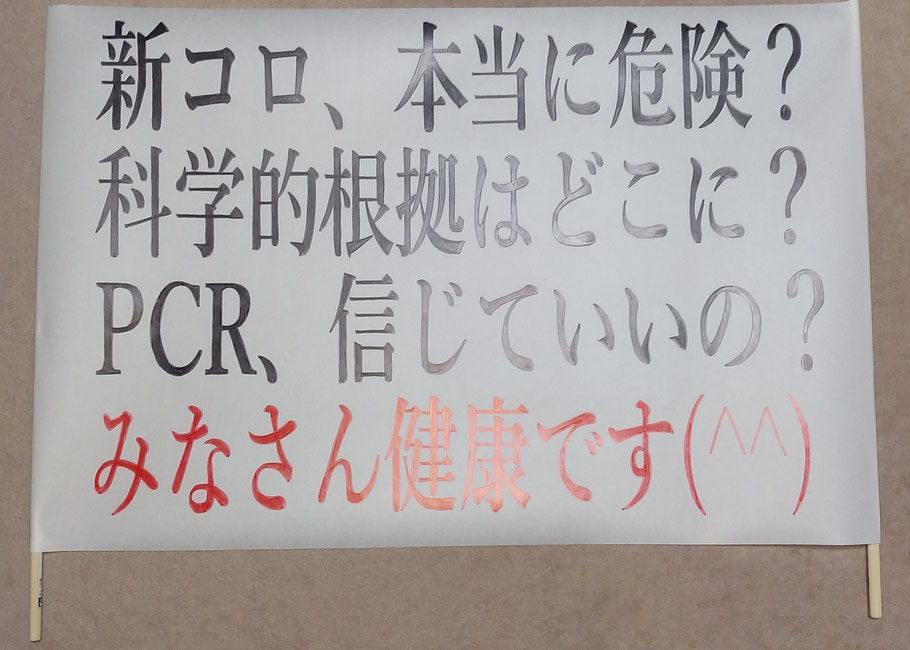 新コロ、本当に危険？
科学的根拠はどこに？
PCR、信じていいの？
みなさん健康です(^^)